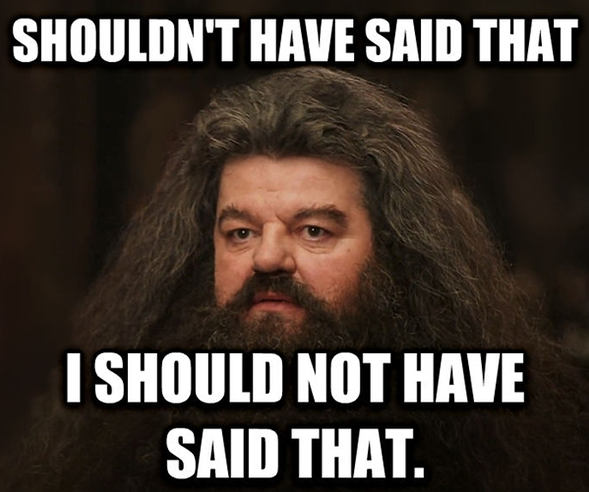 SHOULDN'T HAVE SAID THAT
I SHOULD NOT HAVE
SAID THAT.